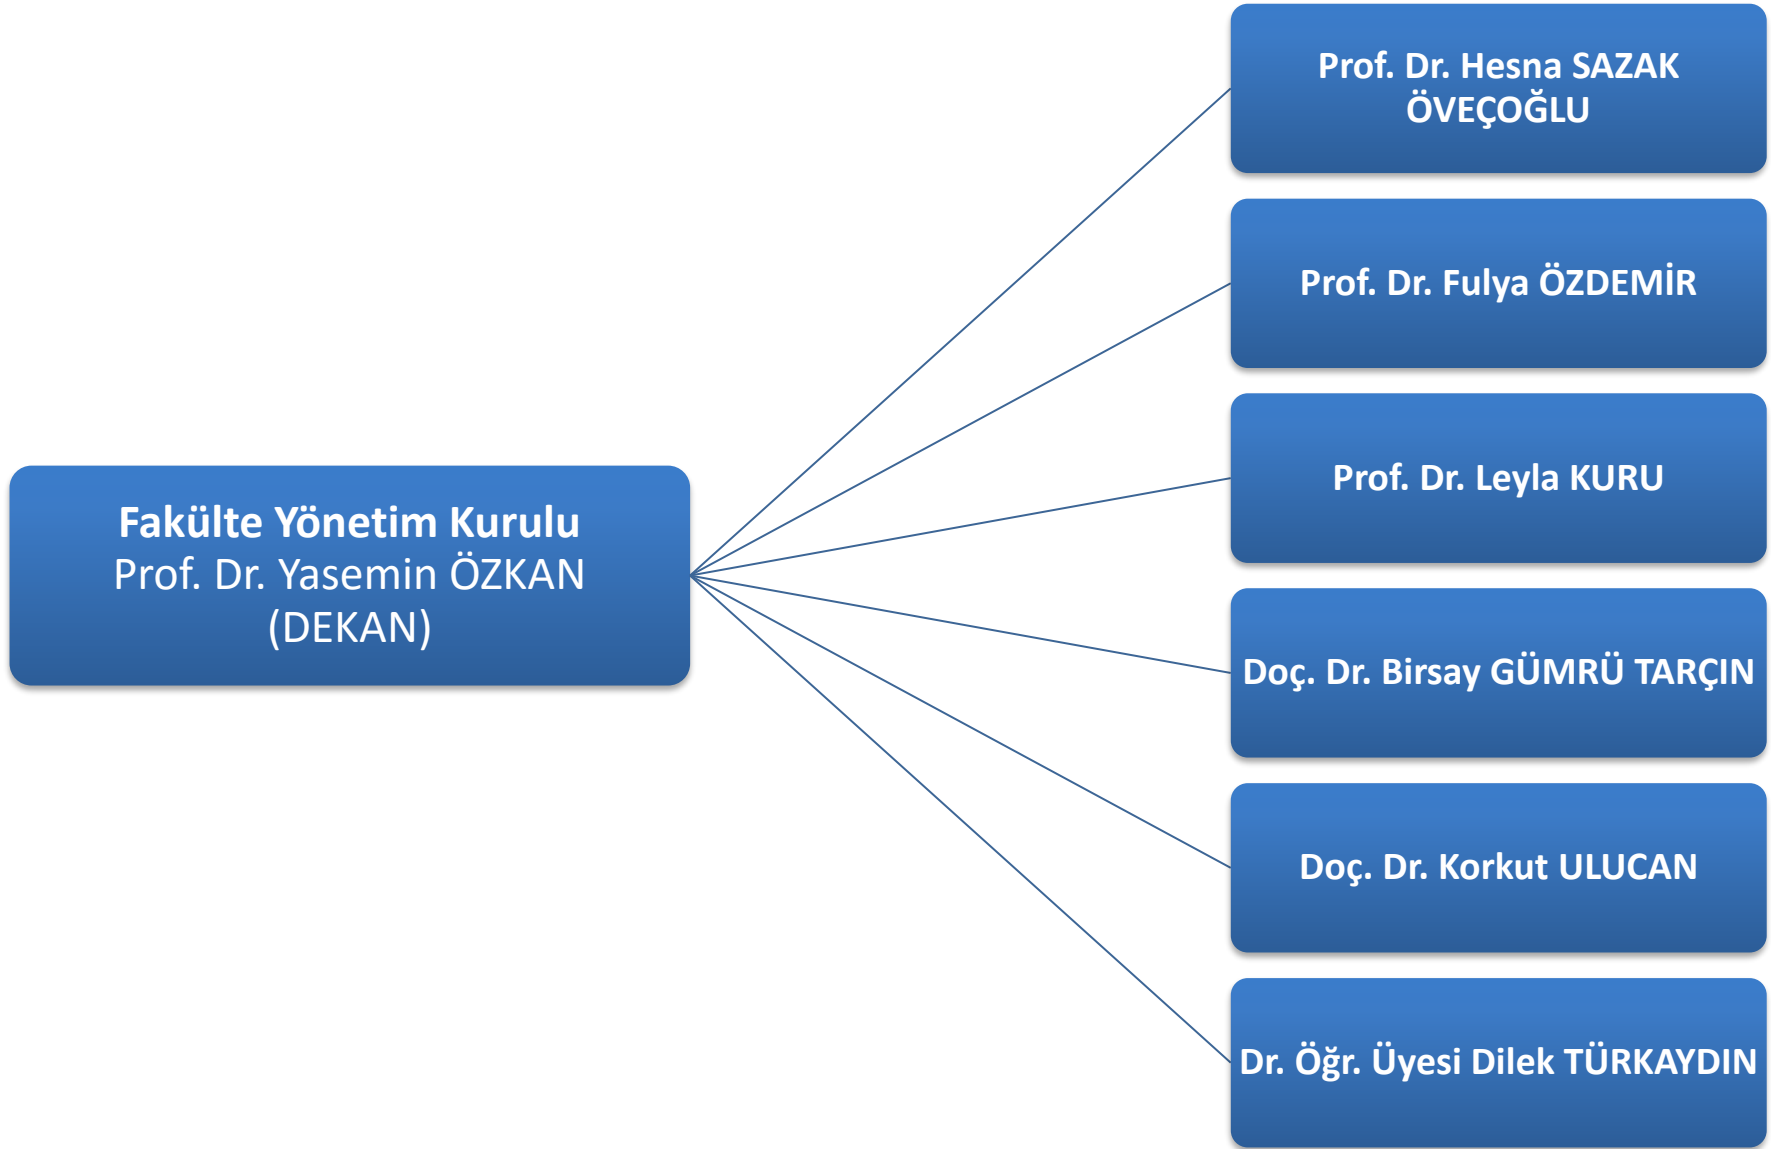 Prof. Dr. Hesna SAZAK
ÖVEÇOĞLU
Prof. Dr. Fulya ÖZDEMİR
Prof. Dr. Leyla KURU
Fakülte Yönetim Kurulu
Prof. Dr. Yasemin ÖZKAN
(DEKAN)
Doç. Dr. Birsay GÜMRÜ TARÇIN
Doç. Dr. Korkut ULUCAN
Dr. Öğr. Üyesi Dilek TÜRKAYDIN